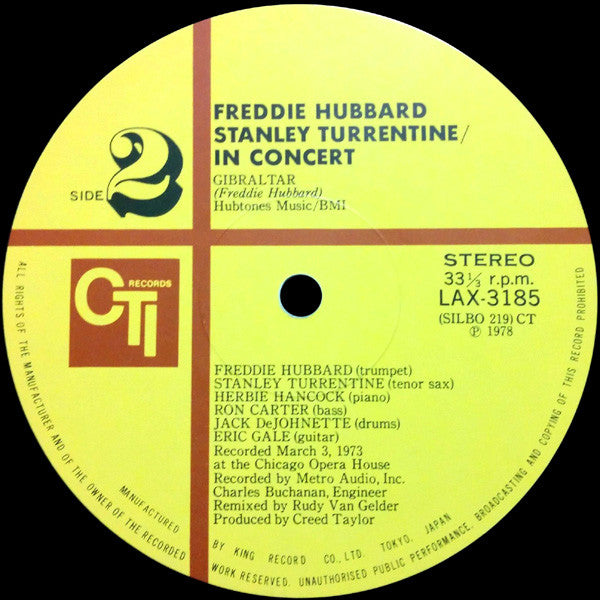 FREDDIE HUBBARD
STANLEY TURRENTINE/
IN CONCERT
GIBRALTAR
(Freddie Hubbard)
Hubtones Music/BMI
SIDE 2
CTI RECORDS
STEREO
33⅓ r.p.m.
LAX-3185
(SILBO 219) CT
℗ 1978
FREDDIE HUBBARD (trumpet)
STANLEY TURRENTINE (tenor sax)
HERBIE HANCOCK (piano)
RON CARTER (bass)
JACK DeJOHNETTE (drums)
ERIC GALE (guitar)
Recorded March 3, 1973
at the Chicago Opera House
Recorded by Metro Audio, Inc.
Charles Buchanan, Engineer
Remixed by Rudy Van Gelder
Produced by Creed Taylor
MANUFACTURED BY KING RECORD CO., LTD. TOKYO, JAPAN
ALL RIGHTS OF THE MANUFACTURER AND OF THE OWNER OF THE RECORDED WORK RESERVED. UNAUTHORISED PUBLIC PERFORMANCE, BROADCASTING AND COPYING OF THIS RECORD PROHIBITED